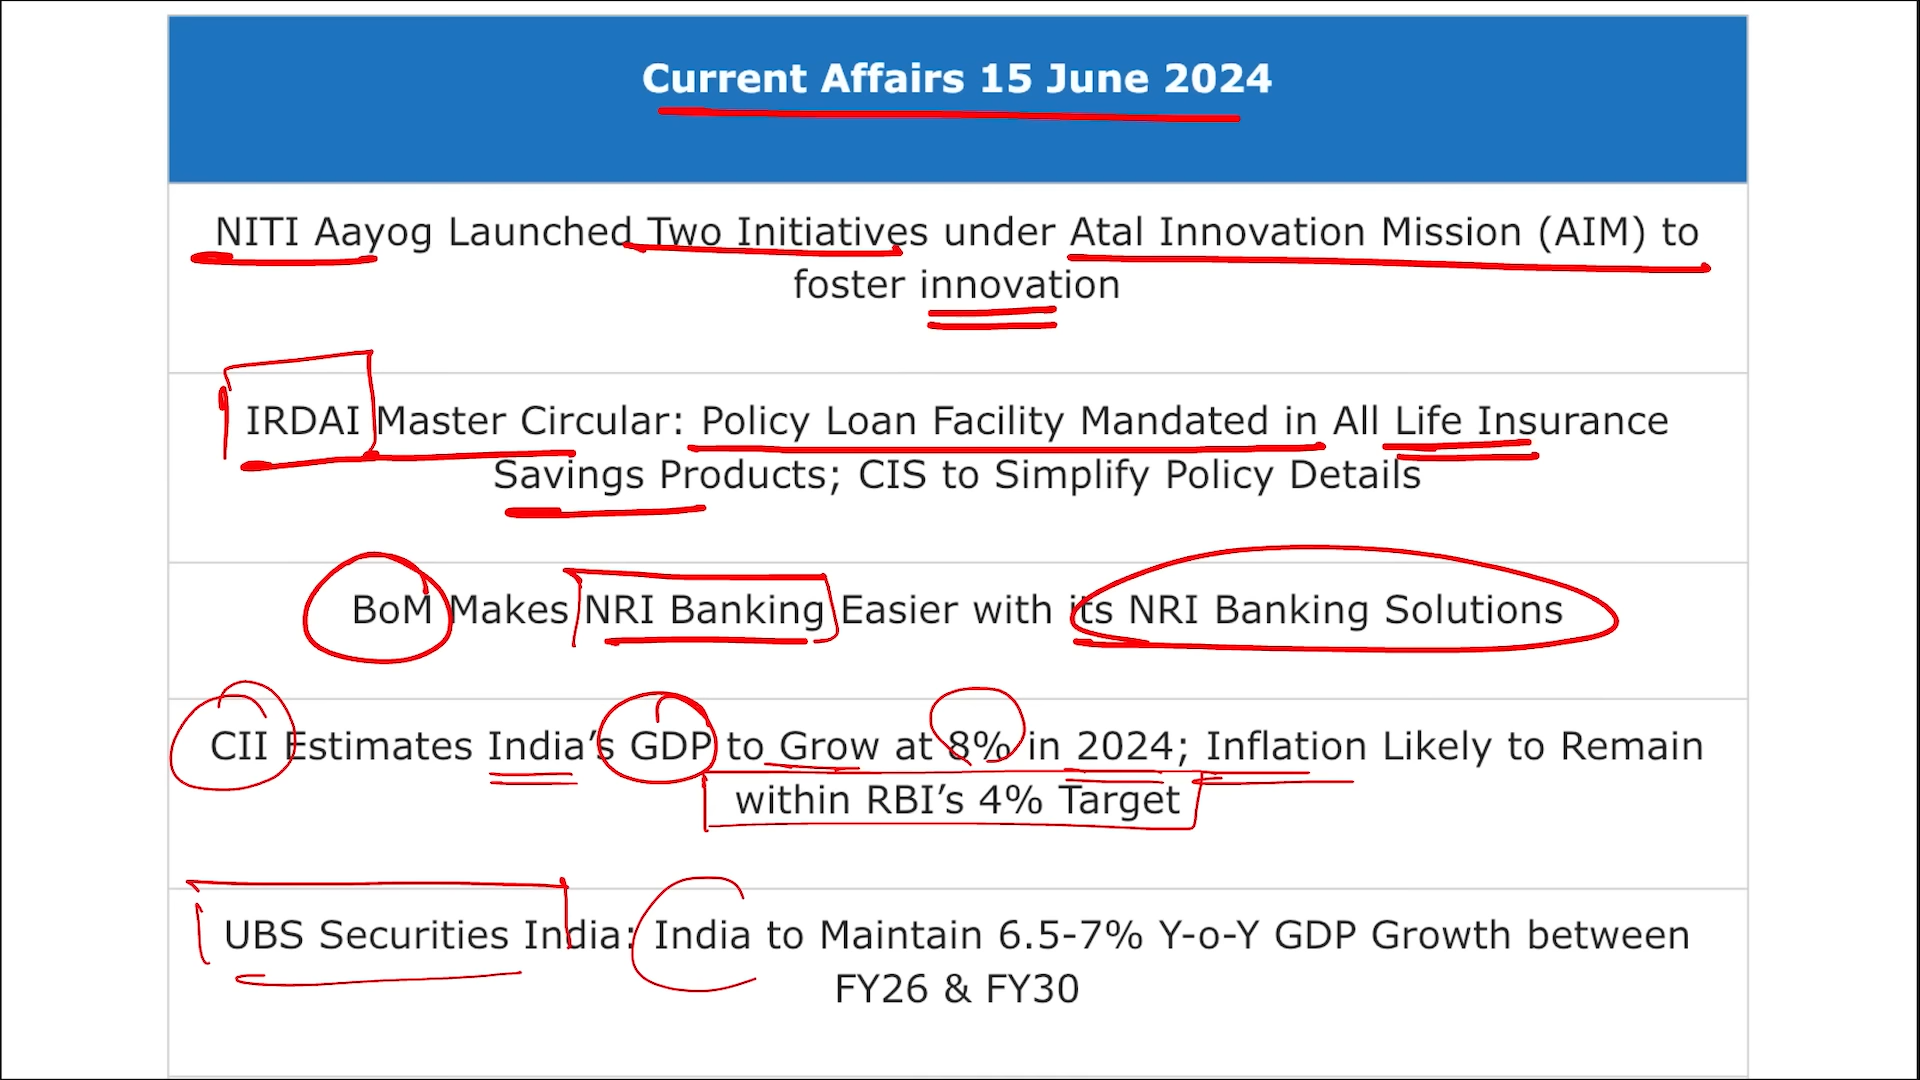 Current Affairs 15 June 2024
NITI Aayog Launched Two Initiatives under Atal Innovation Mission (AIM) to
foster innovation
IRDAI Master Circular: Policy Loan Facility Mandated in All Life Insurance
Savings Products; CIS to Simplify Policy Details
BoM Makes NRI Banking Easier with its NRI Banking Solutions
CII Estimates India’s GDP to Grow at 8% in 2024; Inflation Likely to Remain
within RBI’s 4% Target
UBS Securities India: India to Maintain 6.5-7% Y-o-Y GDP Growth between
FY26 & FY30